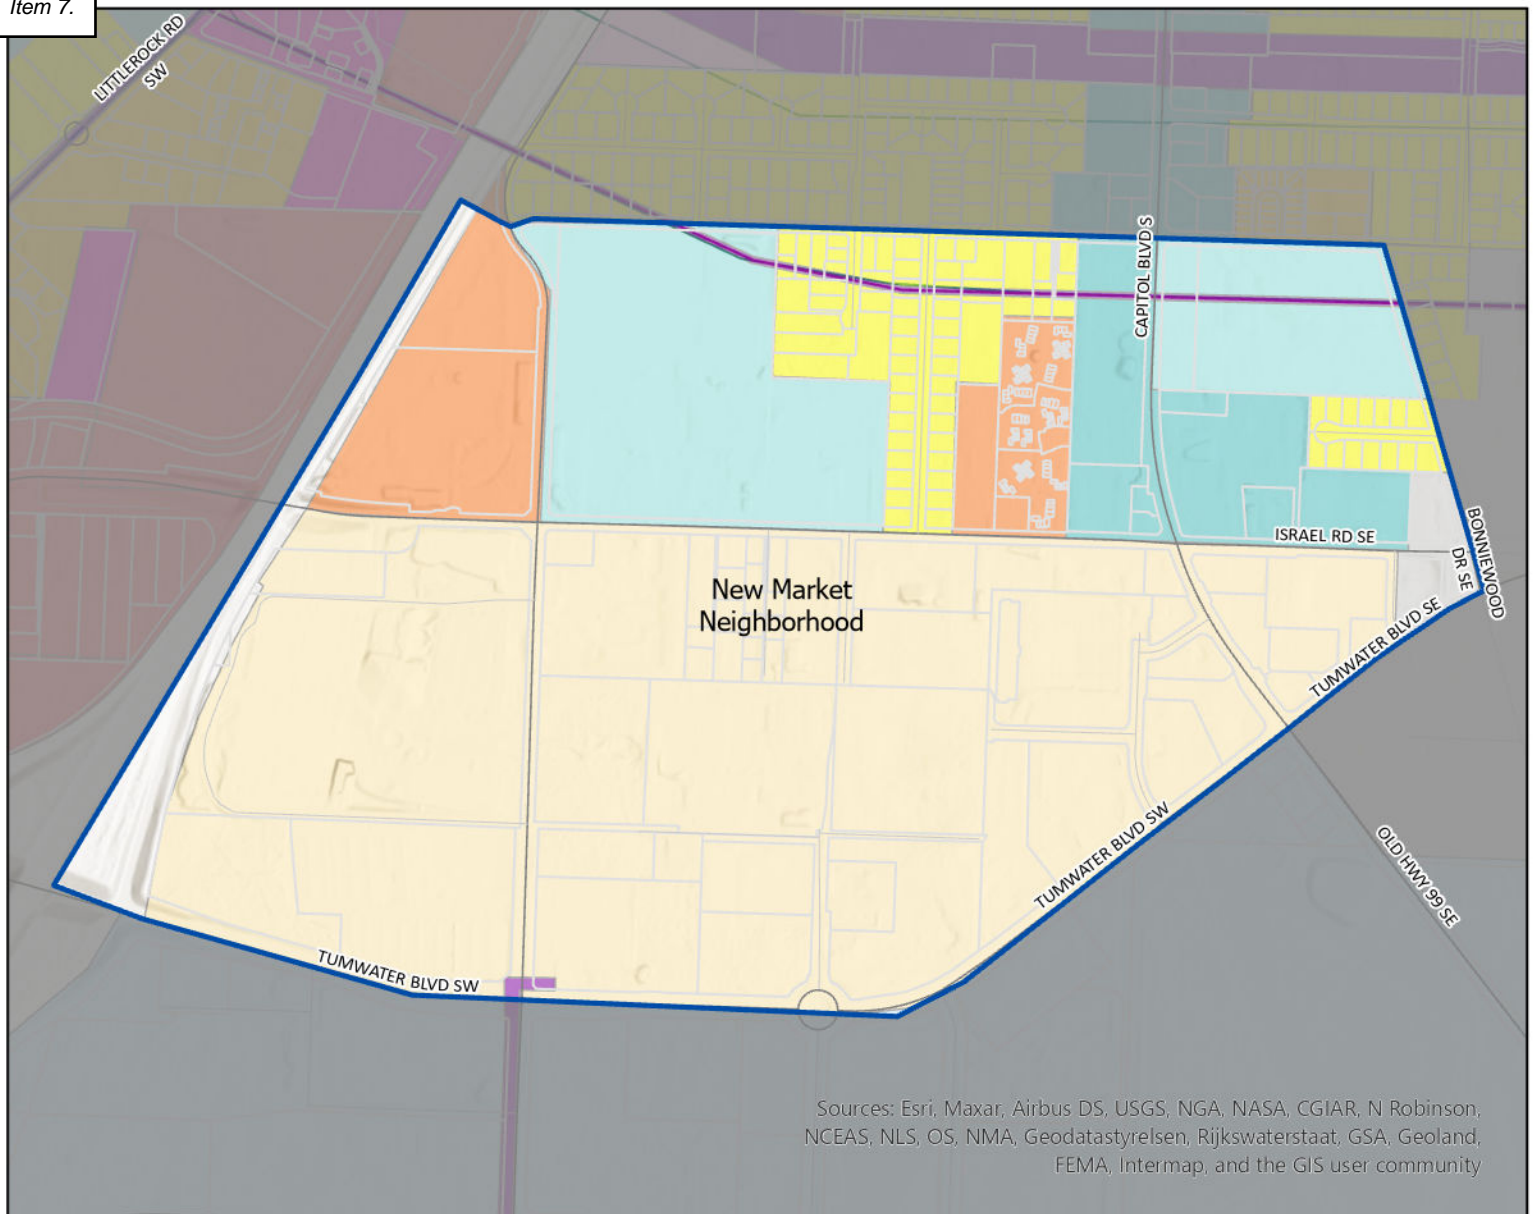 Item 7.
LITTLEROCK RD
SW
CAPITOL BLVD S
ISRAEL RD SE
BONNIEWOOD
DR SE
New Market
Neighborhood
TUMWATER BLVD SE
TUMWATER BLVD SW
OLD HWY 99 SE
TUMWATER BLVD SW
Sources: Esri, Maxar, Airbus DS, USGS, NGA, NASA, CGIAR, N Robinson,
NCEAS, NLS, OS, NMA, Geodatastyrelsen, Rijkswaterstaat, GSA, Geoland,
FEMA, Intermap, and the GIS user community